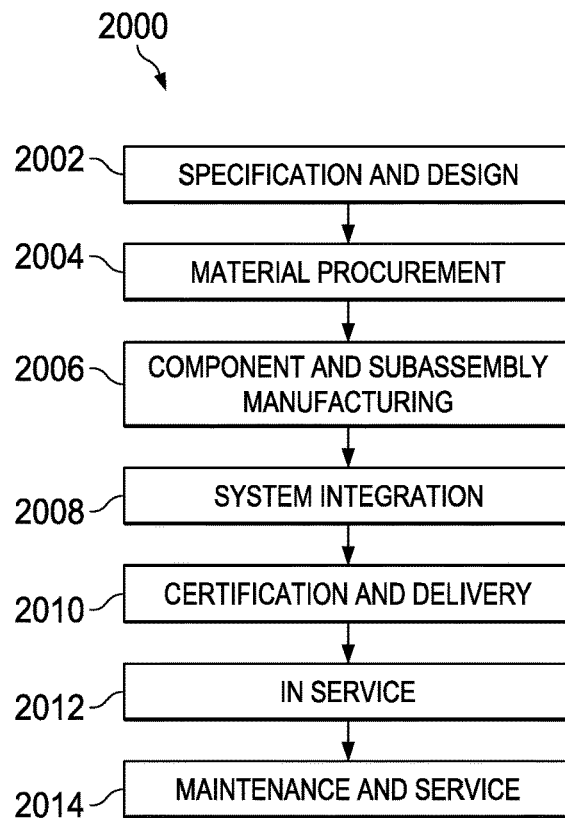 2000
2002
SPECIFICATION AND DESIGN
2004
MATERIAL PROCUREMENT
2006
COMPONENT AND SUBASSEMBLY
MANUFACTURING
2008
SYSTEM INTEGRATION
2010
CERTIFICATION AND DELIVERY
2012
IN SERVICE
2014
MAINTENANCE AND SERVICE